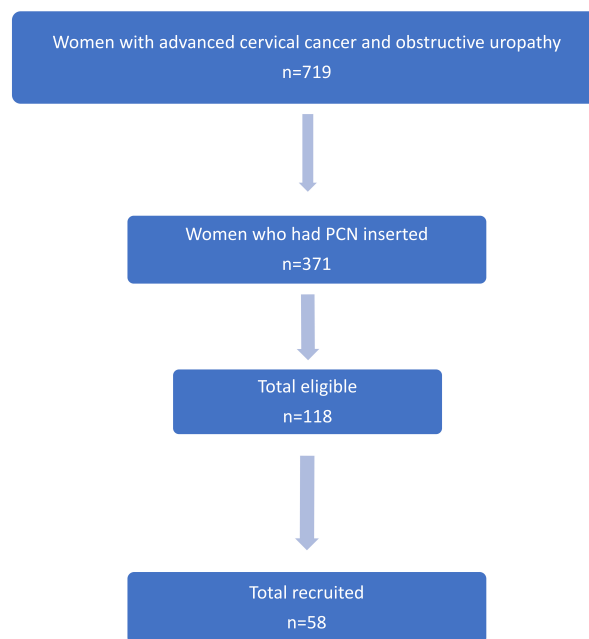 Women with advanced cervical cancer and obstructive uropathy
n=719
Women who had PCN inserted
n=371
Total eligible
n=118
Total recruited
n=58